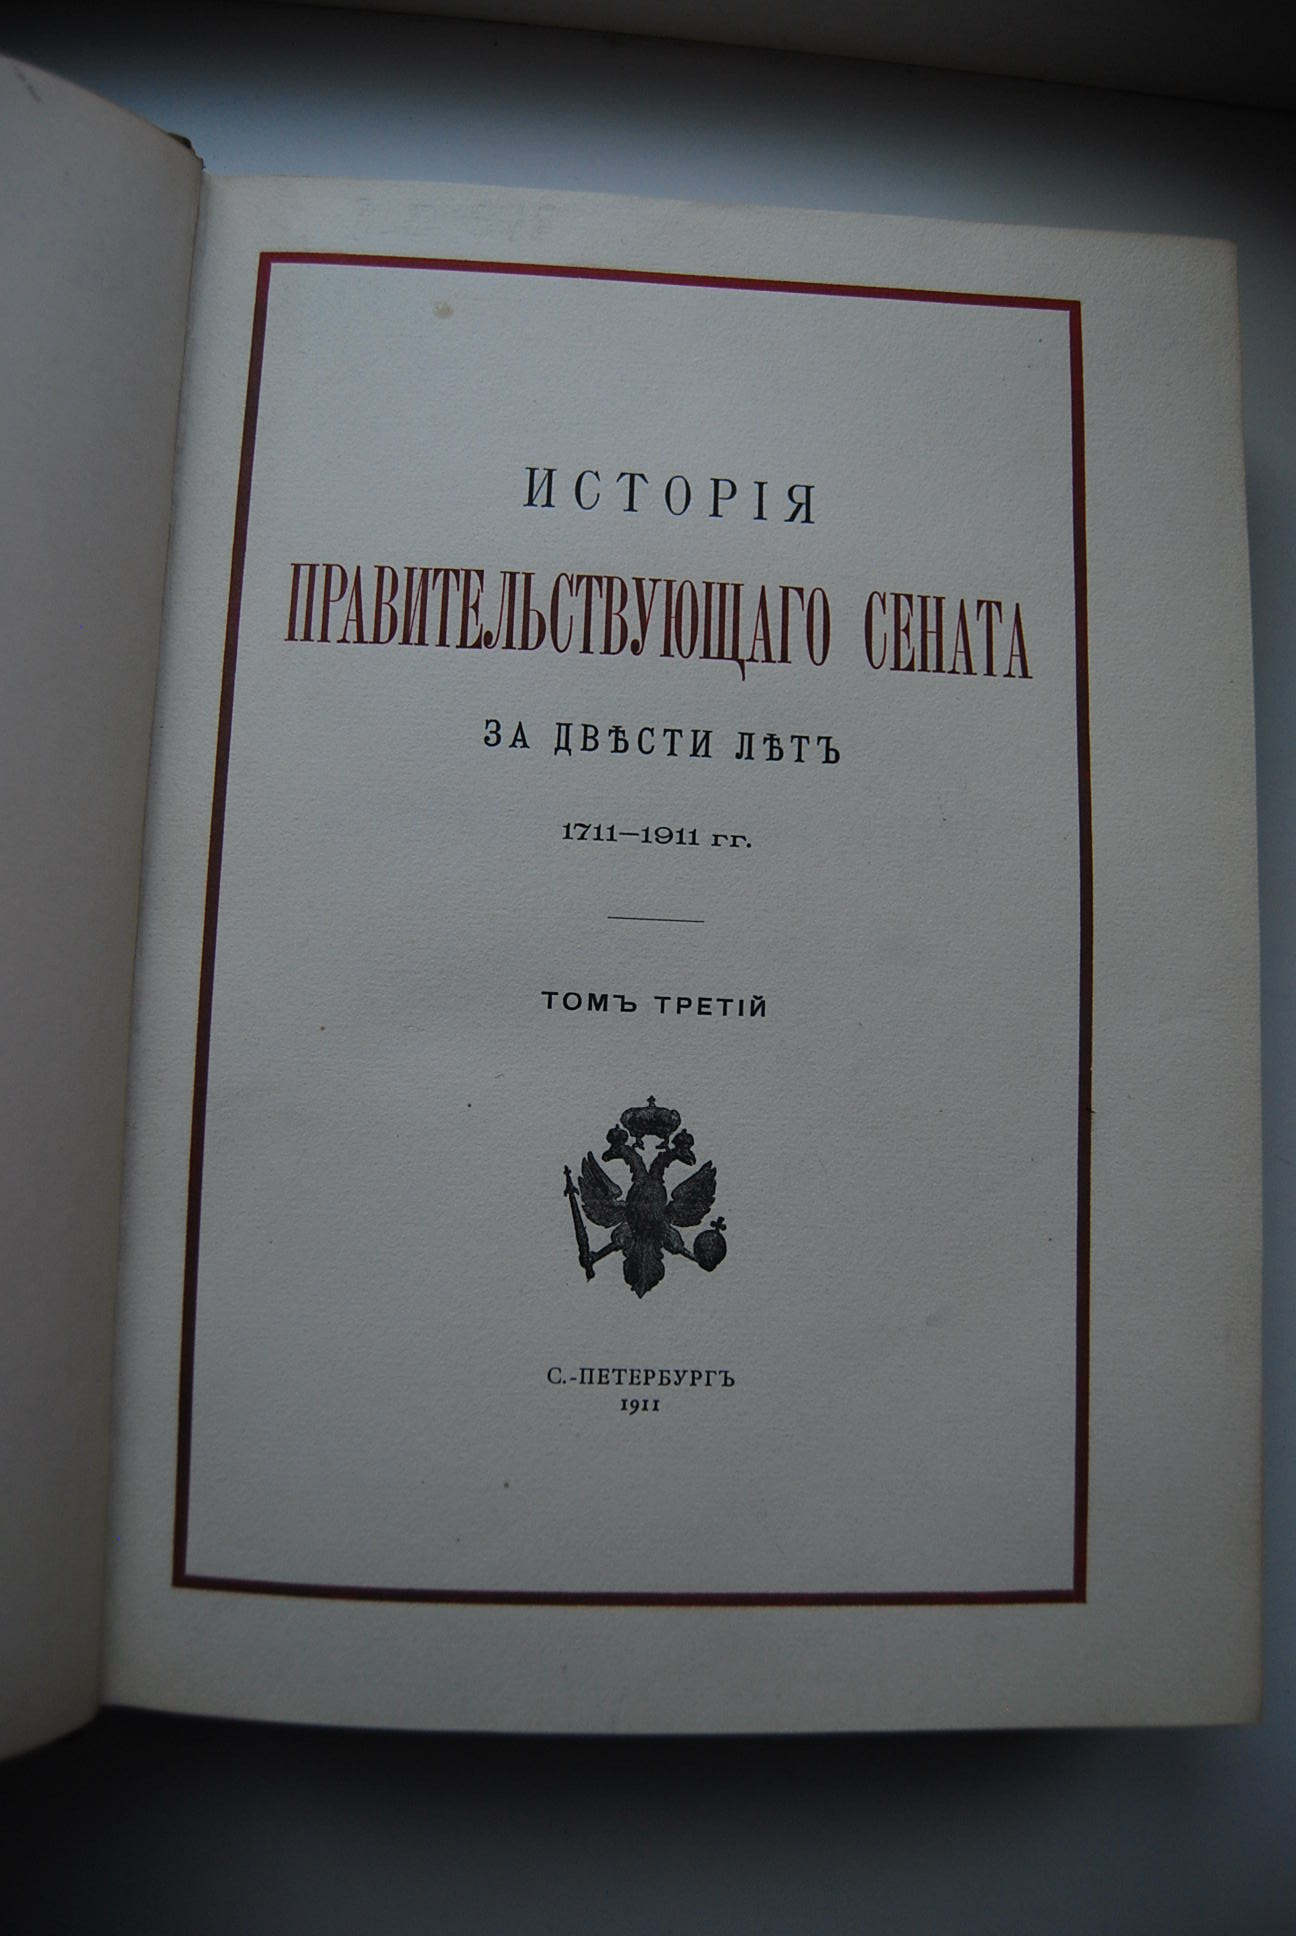 ИСТОРІЯ
ПРАВИТЕЛЬСТВУЮЩАГО СЕНАТА
ЗА ДВѢСТИ ЛѢТЪ
1711–1911 гг.
ТОМЪ ТРЕТІЙ
С.-ПЕТЕРБУРГЪ
1911